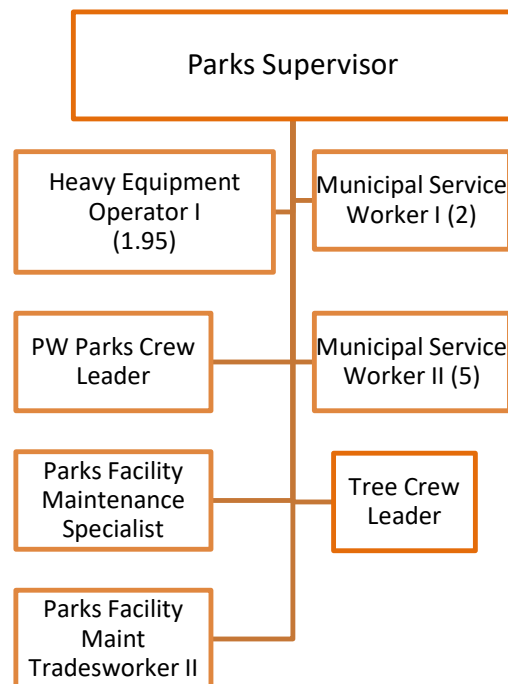 Parks Supervisor
Heavy Equipment
Operator I
(1.95)
Municipal Service
Worker I (2)
PW Parks Crew
Leader
Municipal Service
Worker II (5)
Parks Facility
Maintenance
Specialist
Tree Crew
Leader
Parks Facility
Maint
Tradesworker II